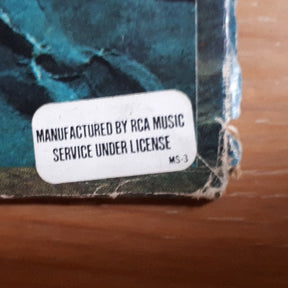 MANUFACTURED BY RCA MUSIC
SERVICE UNDER LICENSE
MS-3